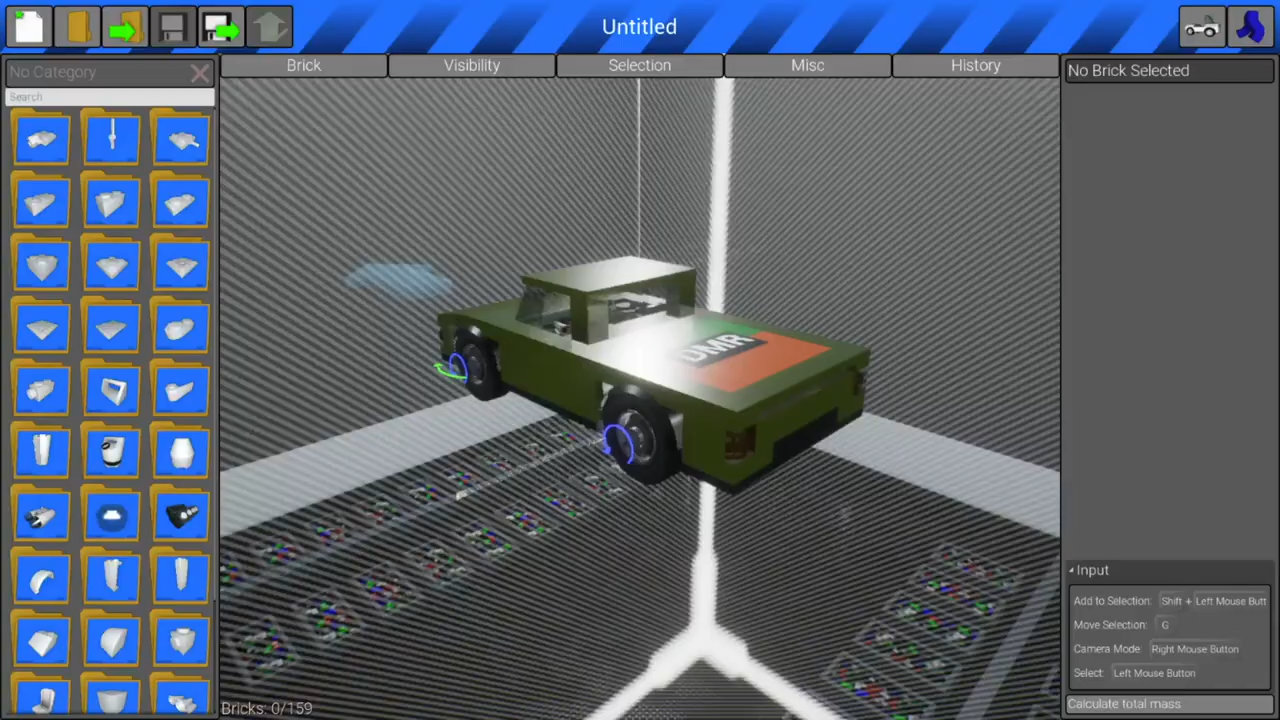 Untitled
No Category
Search
Brick
Visibility
Selection
Misc
History
No Brick Selected
DMR
Input
Add to Selection: Shift + Left Mouse Butt
Move Selection: G
Camera Mode: Right Mouse Button
Select: Left Mouse Button
Calculate total mass
Bricks: 0/159